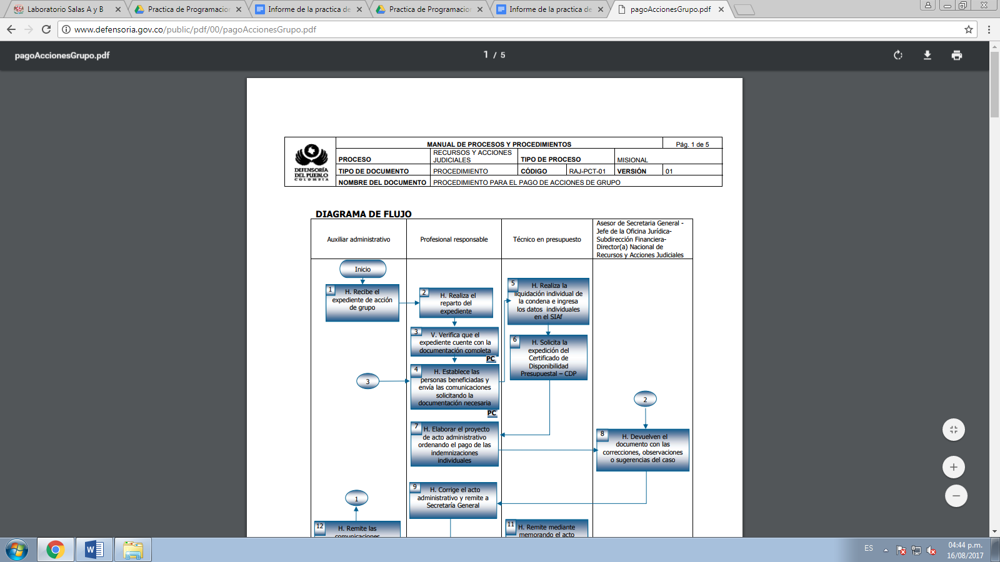 Laboratorio Salas A y B
Practica de Programacion
Informe de la practica de
Practica de Programacion
Informe de la practica de
pagoAccionesGrupo.pdf
www.defensoria.gov.co/public/pdf/00/pagoAccionesGrupo.pdf
pagoAccionesGrupo.pdf
1 / 5
DEFENSORÍA
DEL PUEBLO
COLOMBIA
MANUAL DE PROCESOS Y PROCEDIMIENTOS
Pág. 1 de 5
PROCESO
RECURSOS Y ACCIONES
JUDICIALES
TIPO DE PROCESO
MISIONAL
TIPO DE DOCUMENTO
PROCEDIMIENTO
CÓDIGO
RAJ-PCT-01
VERSIÓN
01
NOMBRE DEL DOCUMENTO
PROCEDIMIENTO PARA EL PAGO DE ACCIONES DE GRUPO
DIAGRAMA DE FLUJO
Auxiliar administrativo
Profesional responsable
Técnico en presupuesto
Asesor de Secretaria General -
Jefe de la Oficina Jurídica-
Subdirección Financiera-
Director(a) Nacional de
Recursos y Acciones Judiciales
Inicio
1
H. Recibe el
expediente de acción
de grupo
2
H. Realiza el
reparto del
expediente
3
V. Verifica que el
expediente cuente con la
documentación completa
PC
3
4
H. Establece las
personas beneficiadas y
envía las comunicaciones
solicitando la
documentación necesaria
PC
5
H. Realiza la
liquidación individual de
la condena e ingresa
los datos individuales
en el SIAf
6
H. Solicita la
expedición del
Certificado de
Disponibilidad
Presupuestal – CDP
7
H. Elaborar el proyecto
de acto administrativo
ordenando el pago de las
indemnizaciones
individuales
2
8
H. Devuelven el
documento con las
correcciones, observaciones
o sugerencias del caso
9
H. Corrige el acto
administrativo y remite a
Secretaría General
1
12
H. Remite las
comunicaciones
11
H. Remite mediante
memorando el acto
ES
04:44 p.m.
16/08/2017